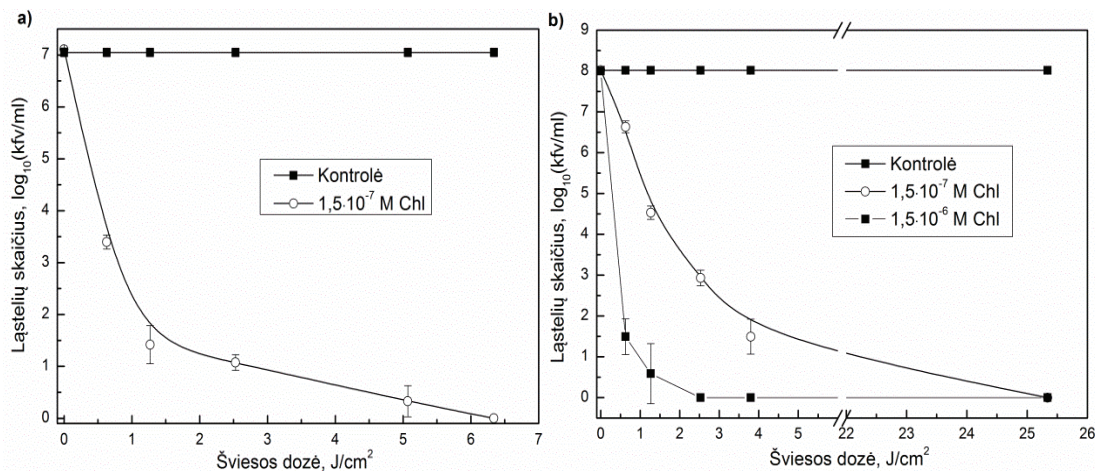 a)
Ląstelių skaičius, log10(kfv/ml)
7
6
5
4
3
2
1
0
Kontrolė
1,5·10-7 M Chl
0 1 2 3 4 5 6 7
Šviesos dozė, J/cm2
b)
Ląstelių skaičius, log10(kfv/ml)
9
8
7
6
5
4
3
2
1
0
Kontrolė
1,5·10-7 M Chl
1,5·10-6 M Chl
0 1 2 3 4 5 22 23 24 25 26
Šviesos dozė, J/cm2